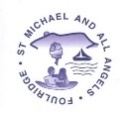 ST MICHAEL AND ALL ANGELS • FOULRIDGE •